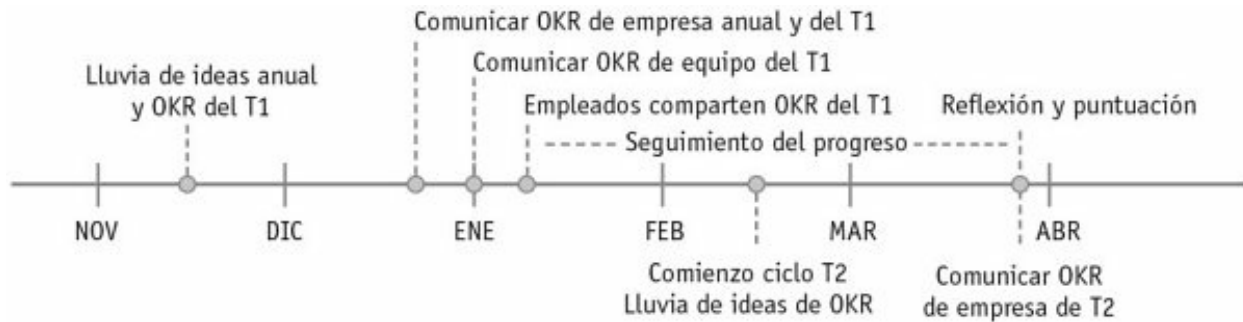 Comunicar OKR de empresa anual y del T1
Lluvia de ideas anual
y OKR del T1
Comunicar OKR de equipo del T1
Empleados comparten OKR del T1
Reflexión y puntuación
Seguimiento del progreso
NOV
DIC
ENE
FEB
MAR
ABR
Comienzo ciclo T2
Lluvia de ideas de OKR
Comunicar OKR
de empresa de T2